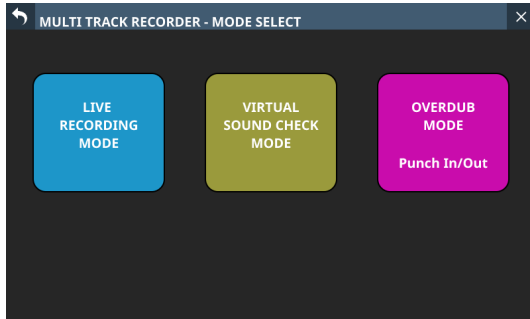 MULTI TRACK RECORDER - MODE SELECT
LIVE
RECORDING
MODE
VIRTUAL
SOUND CHECK
MODE
OVERDUB
MODE
Punch In/Out